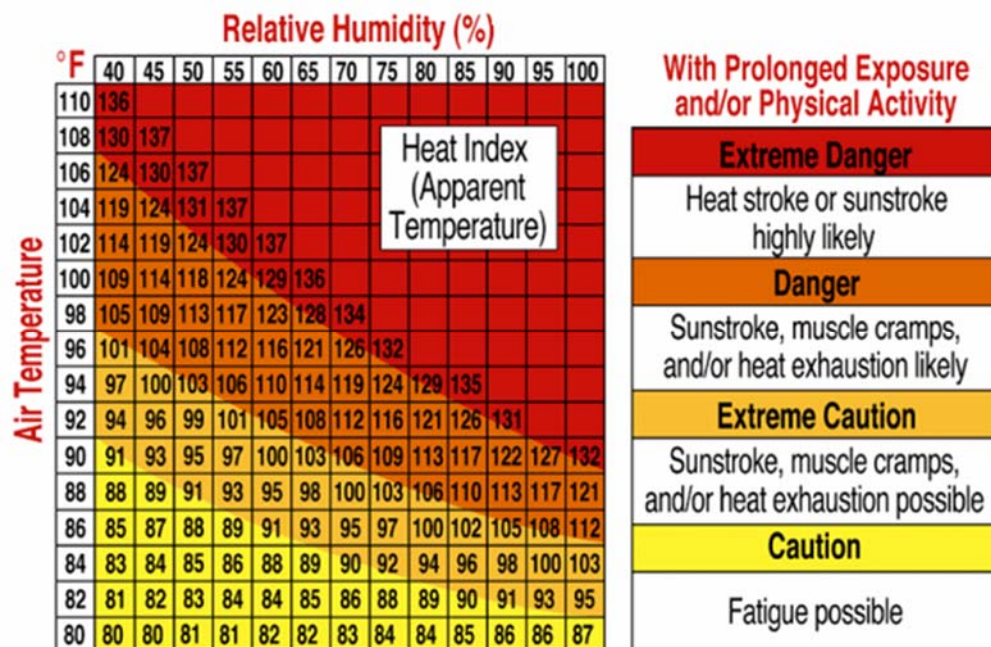 Relative Humidity (%)
°F 40 45 50 55 60 65 70 75 80 85 90 95 100
110 136
108 130 137
106 124 130 137
104 119 124 131 137
102 114 119 124 130 137
100 109 114 118 124 129 136
98 105 109 113 117 123 128 134
96 101 104 108 112 116 121 126 132
94 97 100 103 106 110 114 119 124 129 135
92 94 96 99 101 105 108 112 116 121 126 131
90 91 93 95 97 100 103 106 109 113 117 122 127 132
88 88 89 91 93 95 98 100 103 106 110 113 117 121
86 85 87 88 89 91 93 95 97 100 102 105 108 112
84 83 84 85 86 88 89 90 92 94 96 98 100 103
82 81 82 83 84 84 85 86 88 89 90 91 93 95
80 80 80 81 81 82 82 83 84 84 85 86 86 87
Air Temperature
Heat Index
(Apparent
Temperature)
With Prolonged Exposure
and/or Physical Activity
Extreme Danger
Heat stroke or sunstroke
highly likely
Danger
Sunstroke, muscle cramps,
and/or heat exhaustion likely
Extreme Caution
Sunstroke, muscle cramps,
and/or heat exhaustion possible
Caution
Fatigue possible